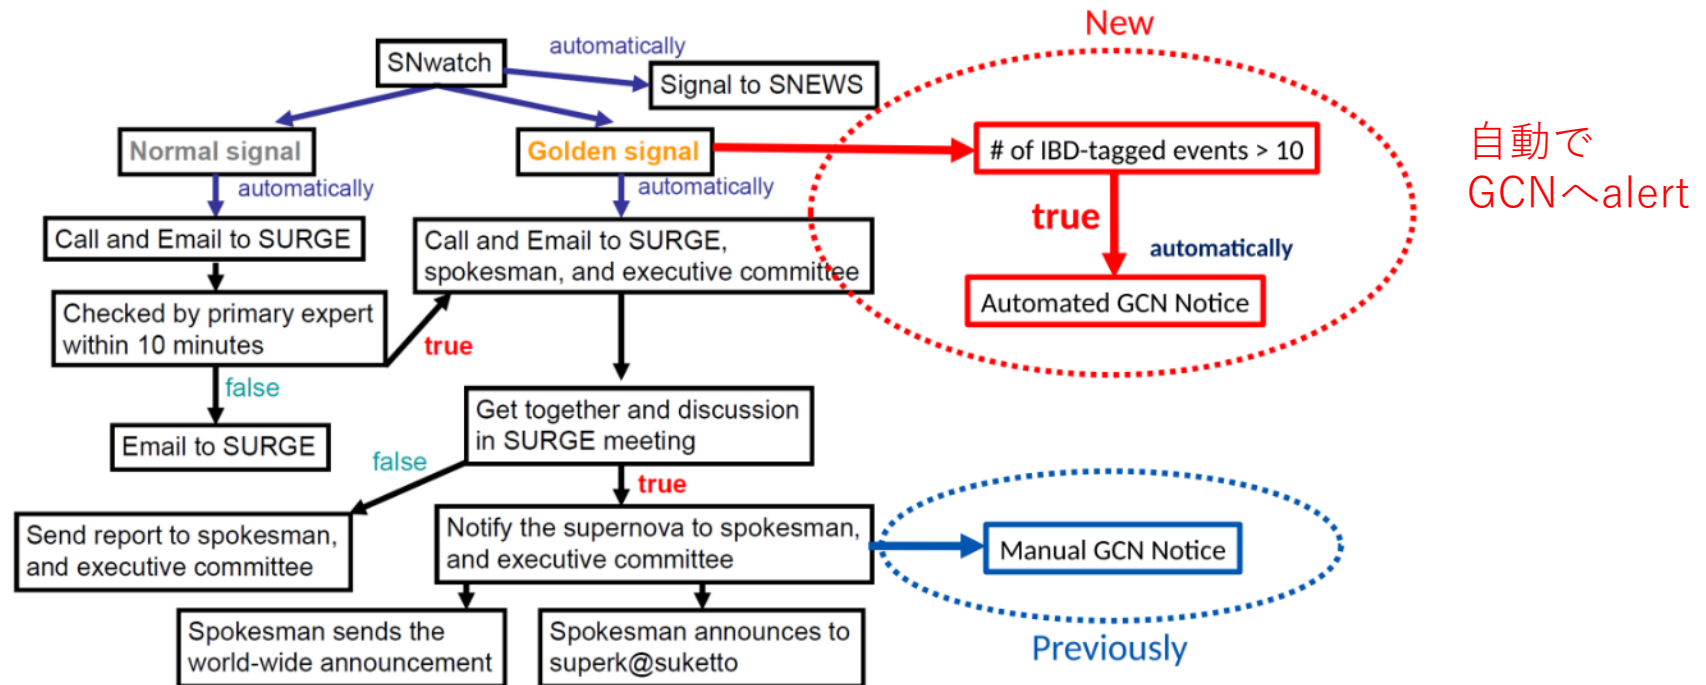 New
SNwatch
automatically
Signal to SNEWS
Normal signal
Golden signal
# of IBD-tagged events > 10
自動で
GCNへalert
automatically
automatically
true
automatically
Call and Email to SURGE
Call and Email to SURGE,
spokesman, and executive committee
Automated GCN Notice
Checked by primary expert
within 10 minutes
true
false
Email to SURGE
Get together and discussion
in SURGE meeting
false
true
Send report to spokesman,
and executive committee
Notify the supernova to spokesman,
and executive committee
Manual GCN Notice
Spokesman sends the
world-wide announcement
Spokesman announces to
superk@suketto
Previously